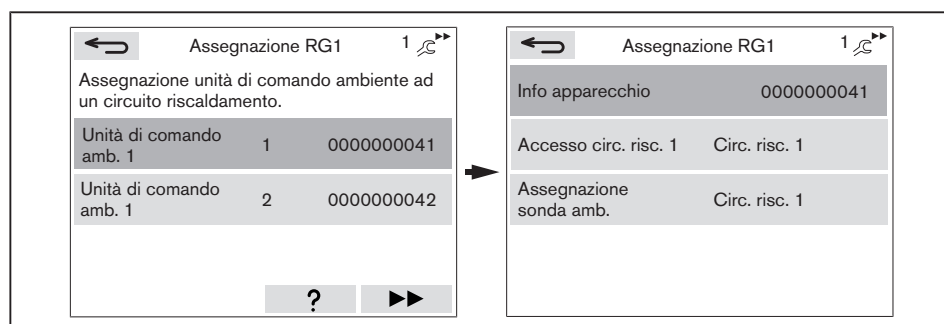 Assegnazione RG1 1
Assegnazione unità di comando ambiente ad
un circuito riscaldamento.
Unità di comando
amb. 1 1 0000000041
Unità di comando
amb. 1 2 0000000042
?
Assegnazione RG1 1
Info apparecchio 0000000041
Accesso circ. risc. 1 Circ. risc. 1
Assegnazione
sonda amb. Circ. risc. 1